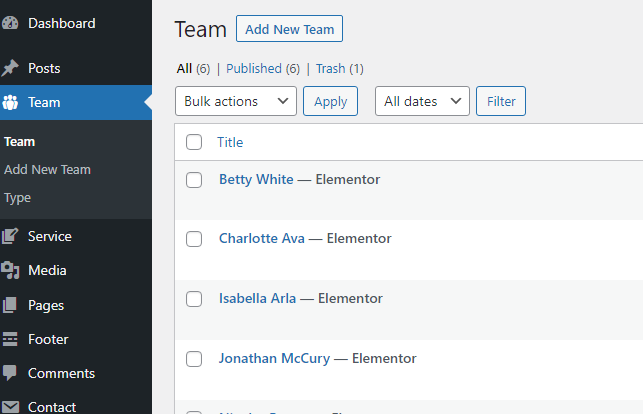 Dashboard
Posts
Team
Team
Add New Team
Type
Service
Media
Pages
Footer
Comments
Contact
Team Add New Team
All (6) | Published (6) | Trash (1)
Bulk actions Apply All dates Filter
Title
Betty White — Elementor
Charlotte Ava — Elementor
Isabella Arla — Elementor
Jonathan McCury — Elementor